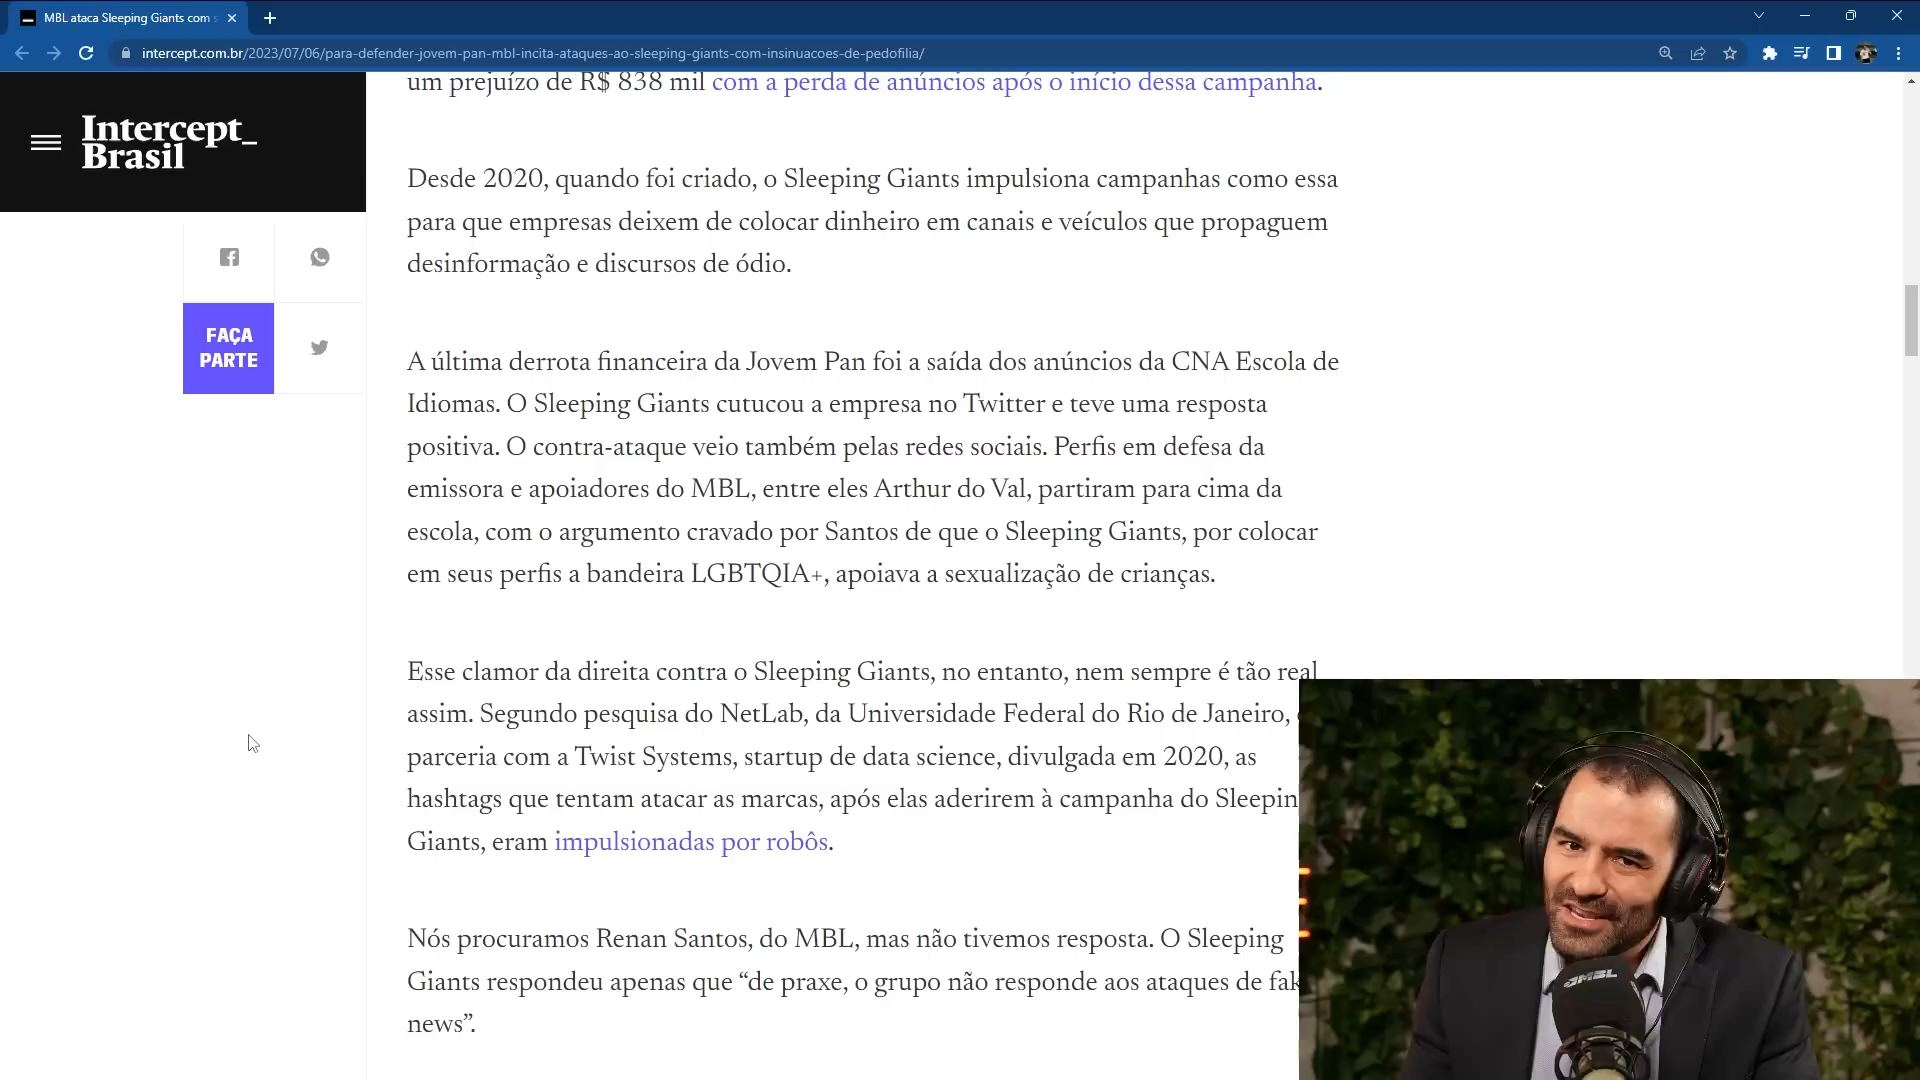 MBL ataca Sleeping Giants com
intercept.com.br/2023/07/06/para-defender-jovem-pan-mbl-incita-ataques-ao-sleeping-giants-com-insinuacoes-de-pedofilia/
Intercept_
Brasil
FAÇA
PARTE
um prejuízo de R$ 838 mil com a perda de anúncios após o início dessa campanha.
Desde 2020, quando foi criado, o Sleeping Giants impulsiona campanhas como essa
para que empresas deixem de colocar dinheiro em canais e veículos que propaguem
desinformação e discursos de ódio.
A última derrota financeira da Jovem Pan foi a saída dos anúncios da CNA Escola de
Idiomas. O Sleeping Giants cutucou a empresa no Twitter e teve uma resposta
positiva. O contra-ataque veio também pelas redes sociais. Perfis em defesa da
emissora e apoiadores do MBL, entre eles Arthur do Val, partiram para cima da
escola, com o argumento cravado por Santos de que o Sleeping Giants, por colocar
em seus perfis a bandeira LGBTQIA+, apoiava a sexualização de crianças.
Esse clamor da direita contra o Sleeping Giants, no entanto, nem sempre é tão real
assim. Segundo pesquisa do NetLab, da Universidade Federal do Rio de Janeiro,
parceria com a Twist Systems, startup de data science, divulgada em 2020, as
hashtags que tentam atacar as marcas, após elas aderirem à campanha do Sleepin
Giants, eram impulsionadas por robôs.
Nós procuramos Renan Santos, do MBL, mas não tivemos resposta. O Sleeping
Giants respondeu apenas que “de praxe, o grupo não responde aos ataques de fak
news”.
MBL